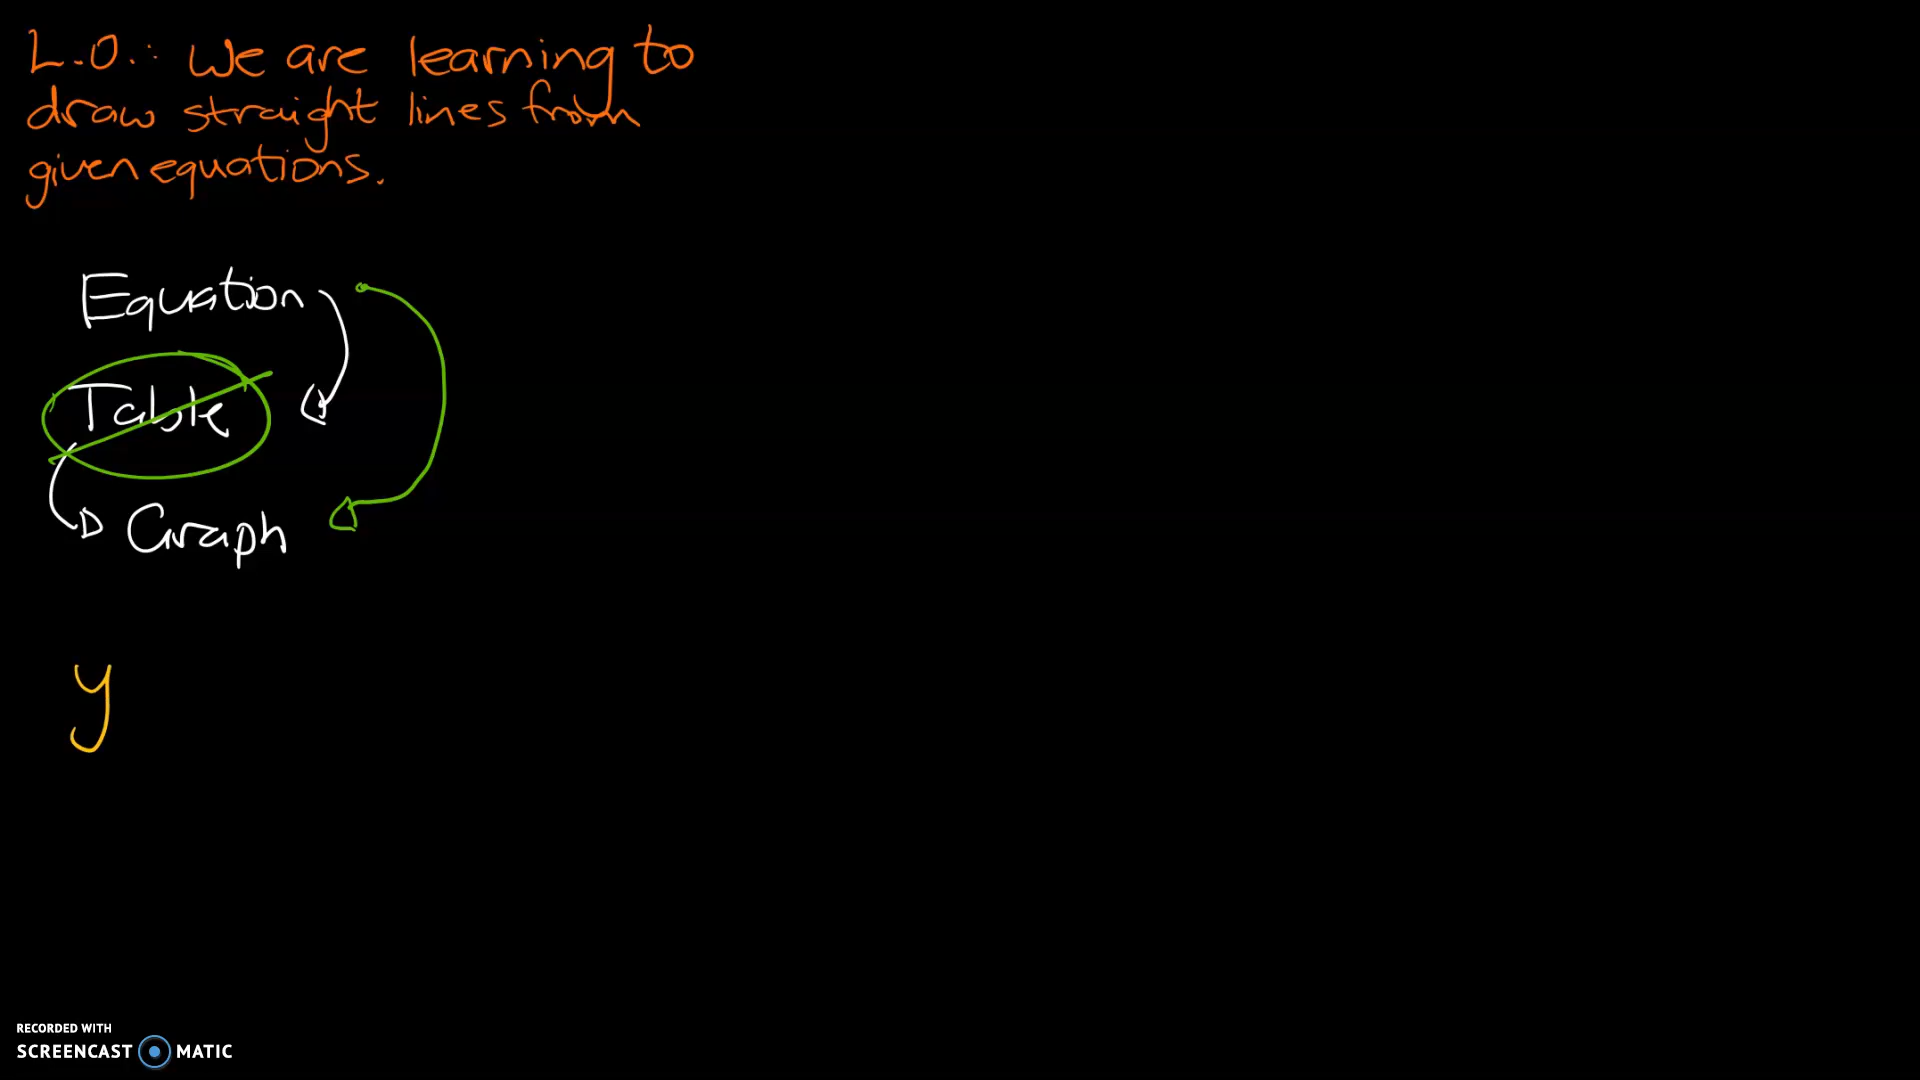 L.O.: We are learning to
draw straight lines from
given equations.
Equation
Table
Graph
y
RECORDED WITH
SCREENCAST MATIC